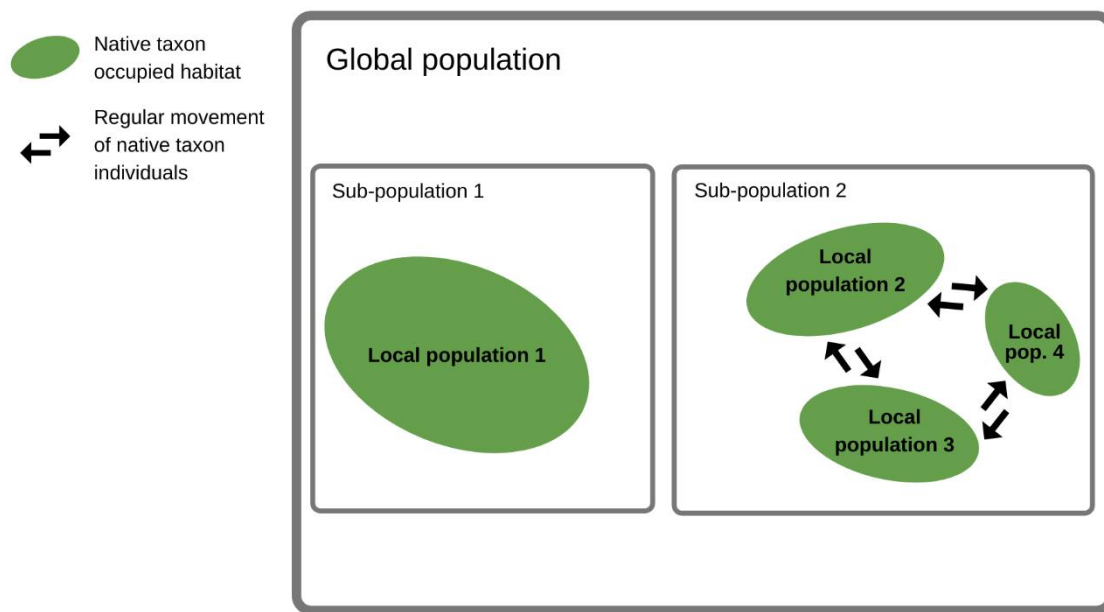 Native taxon
occupied habitat
Regular movement
of native taxon
individuals
Global population
Sub-population 1
Local population 1
Sub-population 2
Local
population 2
Local
pop. 4
Local
population 3